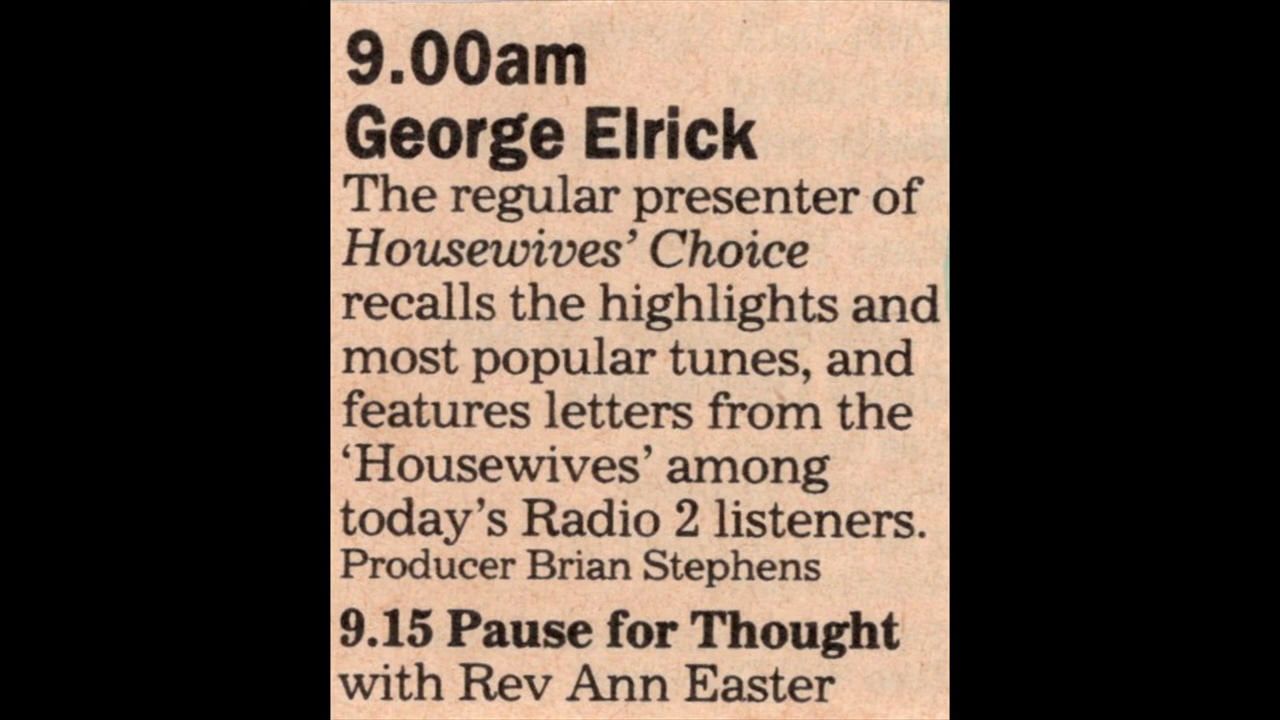 9.00am
George Elrick
The regular presenter of
Housewives’ Choice
recalls the highlights and
most popular tunes, and
features letters from the
‘Housewives’ among
today’s Radio 2 listeners.
Producer Brian Stephens
9.15 Pause for Thought
with Rev Ann Easter